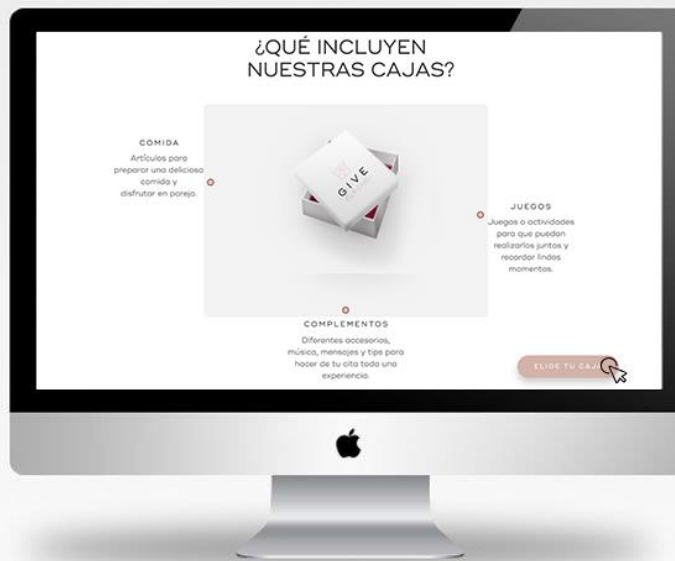 ¿QUÉ INCLUYEN
NUESTRAS CAJAS?
COMIDA
Artículos para
preparar una deliciosa
comida y
disfrutar en pareja.
GIVE
JUEGOS
Juegos o actividades
para que puedan
realizarlos juntos y
recordar lindos
momentos.
COMPLEMENTOS
Diferentes accesorios,
música, mensajes y tips para
hacer de tu cita toda una
experiencia.
ELIGE TU CAJA